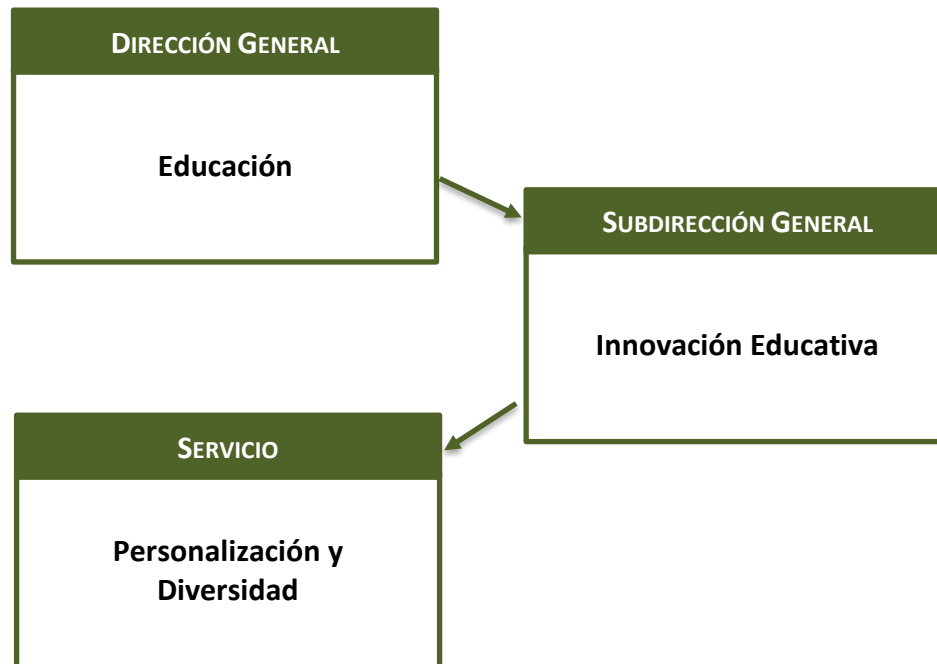 DIRECCIÓN GENERAL
Educación
SUBDIRECCIÓN GENERAL
Innovación Educativa
SERVICIO
Personalización y
Diversidad